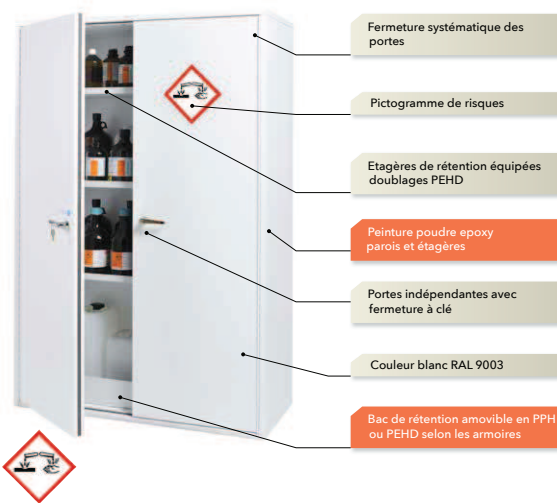 Fermeture systématique des
portes
Pictogramme de risques
Etagères de rétention équipées
doublages PEHD
Peinture poudre epoxy
parois et étagères
Portes indépendantes avec
fermeture à clé
Couleur blanc RAL 9003
Bac de rétention amovible en PPH
ou PEHD selon les armoires